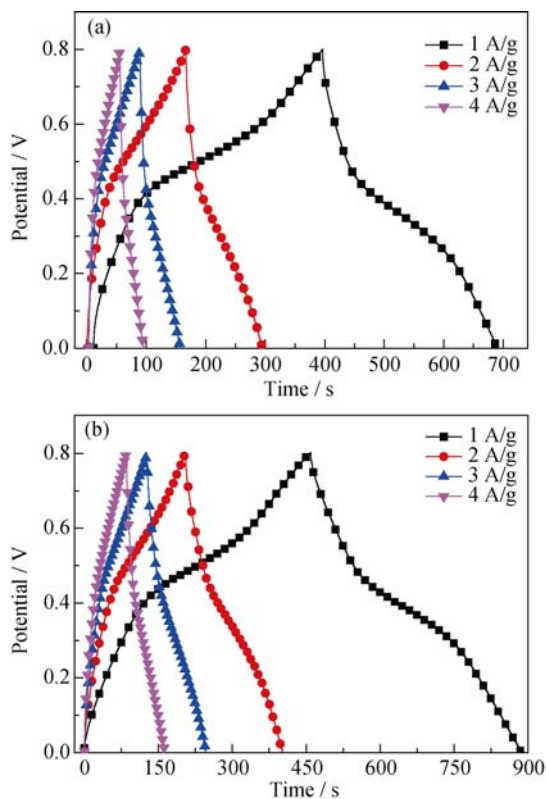 (a)
1 A/g
2 A/g
3 A/g
4 A/g
Potential / V
0.8
0.6
0.4
0.2
0.0
0 100 200 300 400 500 600 700
Time / s
(b)
1 A/g
2 A/g
3 A/g
4 A/g
Potential / V
0.8
0.6
0.4
0.2
0.0
0 150 300 450 600 750 900
Time / s